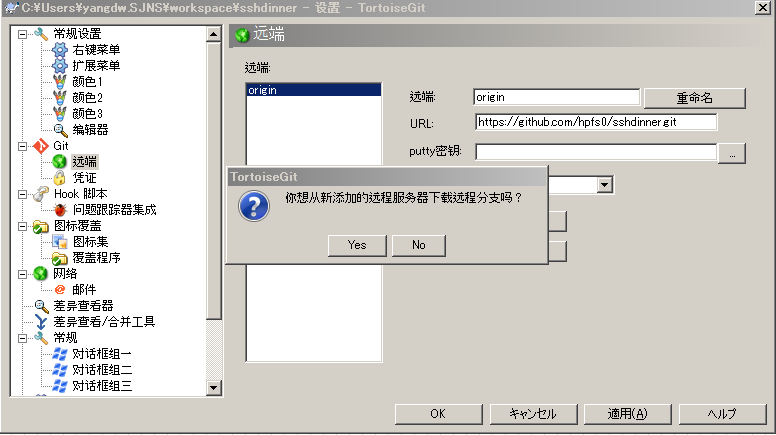 C:¥Users¥yangdw.SJNS¥workspace¥sshdinner - 设置 - TortoiseGit
常规设置
右键菜单
扩展菜单
颜色1
颜色2
颜色3
编辑器
Git
远端
凭证
Hook 脚本
问题跟踪器集成
图标覆盖
图标集
覆盖程序
网络
邮件
差异查看器
差异查看/合并工具
常规
对话框组一
对话框组二
对话框组三
远端
远端:
origin
远端: origin 重命名
URL: https://github.com/hpfs0/sshdinner.git
putty密钥: ...
TortoiseGit
你想从新添加的远程服务器下载远程分支吗？
Yes No
OK キャンセル 適用(A) ヘルプ